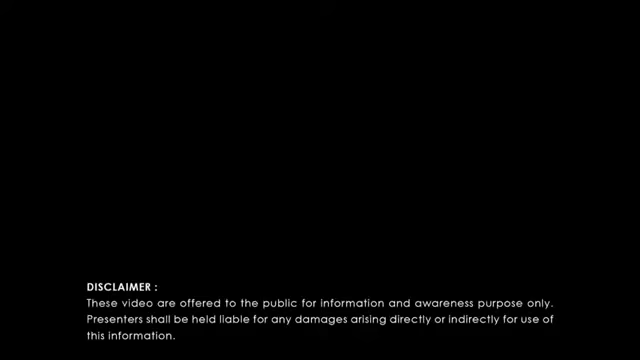 DISCLAIMER :
These video are offered to the public for information and awareness purpose only.
Presenters shall be held liable for any damages arising directly or indirectly for use of
this information.